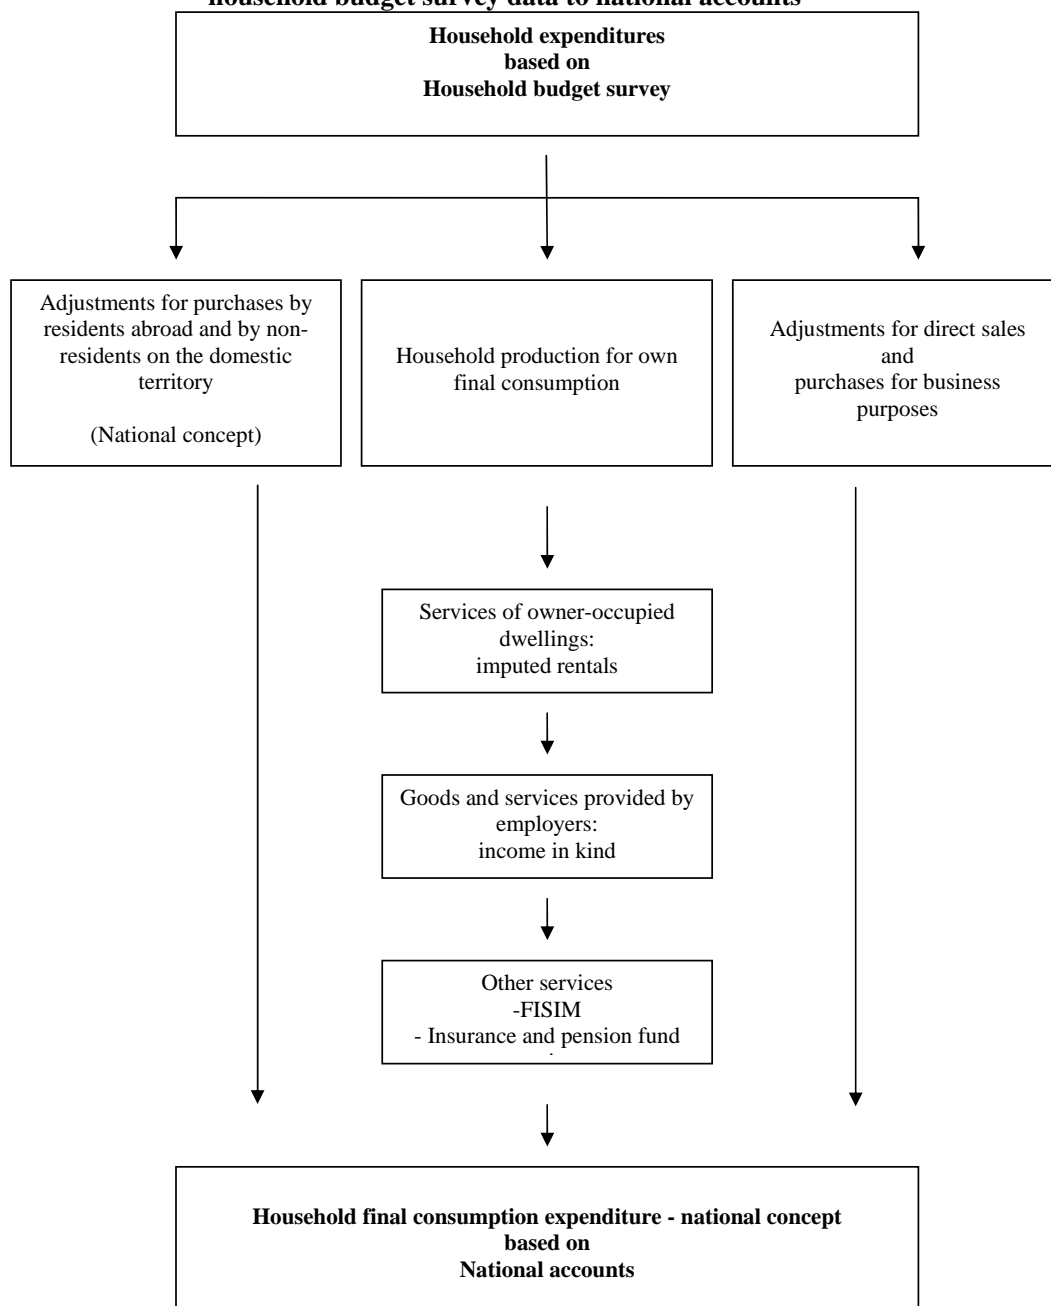 household budget survey data to national accounts
Household expenditures
based on
Household budget survey
Adjustments for purchases by
residents abroad and by non-
residents on the domestic
territory
(National concept)
Household production for own
final consumption
Adjustments for direct sales
and
purchases for business
purposes
Services of owner-occupied
dwellings:
imputed rentals
Goods and services provided by
employers:
income in kind
Other services
-FISIM
- Insurance and pension fund
Household final consumption expenditure - national concept
based on
National accounts